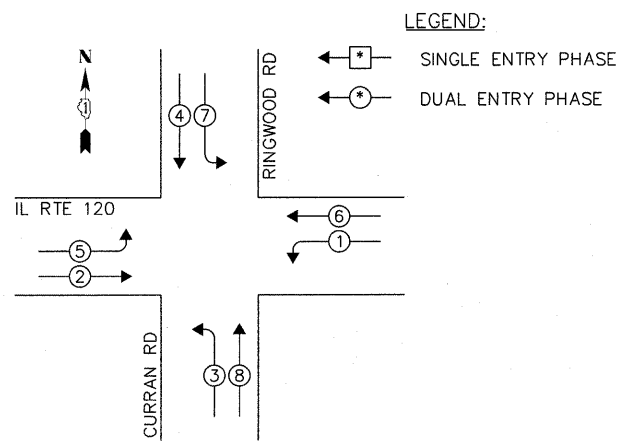 LEGEND:
N
1
* SINGLE ENTRY PHASE
* DUAL ENTRY PHASE
RINGWOOD RD
4 7
IL RTE 120
6
1
5
2
CURRAN RD
3 8